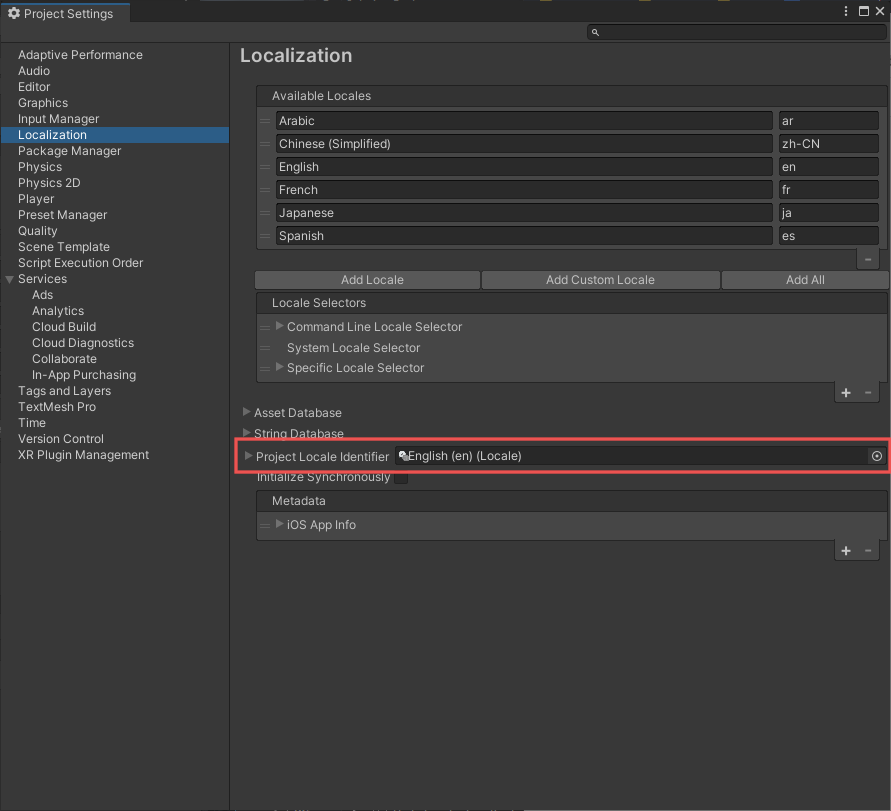 Project Settings
Adaptive Performance
Audio
Editor
Graphics
Input Manager
Localization
Package Manager
Physics
Physics 2D
Player
Preset Manager
Quality
Scene Template
Script Execution Order
Services
Ads
Analytics
Cloud Build
Cloud Diagnostics
Collaborate
In-App Purchasing
Tags and Layers
TextMesh Pro
Time
Version Control
XR Plugin Management
Localization
Available Locales
Arabic ar
Chinese (Simplified) zh-CN
English en
French fr
Japanese ja
Spanish es
Add Locale Add Custom Locale Add All
Locale Selectors
Command Line Locale Selector
System Locale Selector
Specific Locale Selector
Asset Database
String Database
Project Locale Identifier English (en) (Locale)
Initialize Synchronously
Metadata
iOS App Info